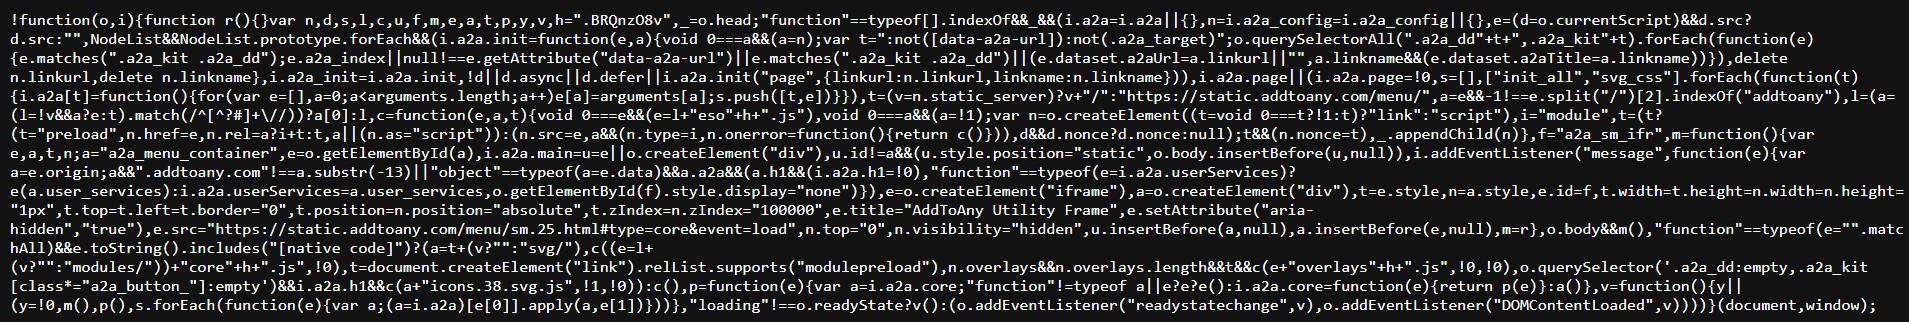 !function(o,i){function r(){}var n,d,s,l,c,u,f,m,e,a,t,p,y,v,h=".BRQnzO8v",_=o.head;"function"==typeof[].indexOf&&_&&(i.a2a=i.a2a||{},n=i.a2a_config=i.a2a_config||{},e=(d=o.currentScript)&&d.src?
d.src:"",NodeList&&NodeList.prototype.forEach&&(i.a2a.init=function(e,a){void 0===a&&(a=n);var t=":not([data-a2a-url]):not(.a2a_target)";o.querySelectorAll(".a2a_dd"+t+",.a2a_kit"+t).forEach(function(e)
{e.matches(".a2a_kit .a2a_dd");e.a2a_index||null!==e.getAttribute("data-a2a-url")||e.matches(".a2a_kit .a2a_dd")||(e.dataset.a2aUrl=a.linkurl||"",a.linkname&&(e.dataset.a2aTitle=a.linkname))}),delete
n.linkurl,delete n.linkname},i.a2a_init=i.a2a.init,!d||d.async||d.defer||i.a2a.init("page",{linkurl:n.linkurl,linkname:n.linkname})),i.a2a.page||(i.a2a.page=!0,s=[],["init_all","svg_css"].forEach(function(t)
{i.a2a[t]=function(){for(var e=[],a=0;a<arguments.length;a++)e[a]=arguments[a];s.push([t,e])}}),t=(v=n.static_server)?v+"/":"https://static.addtoany.com/menu/",a=e&&-1!==e.split("/")[2].indexOf("addtoany"),l=(a=
(l=!v&&a?e:t).match(/^[^?#]+\//))?a[0]:l,c=function(e,a,t){void 0===e&&(e=l+"eso"+h+".js"),void 0===a&&(a=!1);var n=o.createElement((t=void 0===t?!1:t)?"link":"script"),i="module",t=(t?
(t="preload",n.href=e,n.rel=a?i+t:t,a||(n.as="script")):(n.src=e,a&&(n.type=i,n.onerror=function(){return c()})),d&&d.nonce?d.nonce:null);t&&(n.nonce=t),_.appendChild(n)},f="a2a_sm_ifr",m=function(){var
e,a,t,n;a="a2a_menu_container",e=o.getElementById(a),i.a2a.main=u=e||o.createElement("div"),u.id!=a&&(u.style.position="static",o.body.insertBefore(u,null)),i.addEventListener("message",function(e){var
a=e.origin;a&&".addtoany.com"!==a.substr(-13)||"object"==typeof(a=e.data)&&a.a2a&&(a.h1&&(i.a2a.h1=!0),"function"==typeof(e=i.a2a.userServices)?
e(a.user_services):i.a2a.userServices=a.user_services,o.getElementById(f).style.display="none")}),e=o.createElement("iframe"),a=o.createElement("div"),t=e.style,n=a.style,e.id=f,t.width=t.height=n.width=n.height=
"1px",t.top=t.left=t.border="0",t.position=n.position="absolute",t.zIndex=n.zIndex="100000",e.title="AddToAny Utility Frame",e.setAttribute("aria-
hidden","true"),e.src="https://static.addtoany.com/menu/sm.25.html#type=core&event=load",n.top="0",n.visibility="hidden",u.insertBefore(a,null),a.insertBefore(e,null),m=r},o.body&&m(),"function"==typeof(e="".matc
hAll)&&e.toString().includes("[native code]")?(a=t+(v?"":"svg/"),c((e=l+
(v?"":"modules/"))+"core"+h+".js",!0),t=document.createElement("link").relList.supports("modulepreload"),n.overlays&&n.overlays.length&&t&&c(e+"overlays"+h+".js",!0,!0),o.querySelector('.a2a_dd:empty,.a2a_kit
[class*="a2a_button_"]:empty')&&i.a2a.h1&&c(a+"icons.38.svg.js",!1,!0)):c(),p=function(e){var a=i.a2a.core;"function"!=typeof a||e?e?e():i.a2a.core=function(e){return p(e)}:a()},v=function(){y||
(y=!0,m(),p(),s.forEach(function(e){var a;(a=i.a2a)[e[0]].apply(a,e[1])}))},"loading"!==o.readyState?v():(o.addEventListener("readystatechange",v),o.addEventListener("DOMContentLoaded",v))))}(document,window);